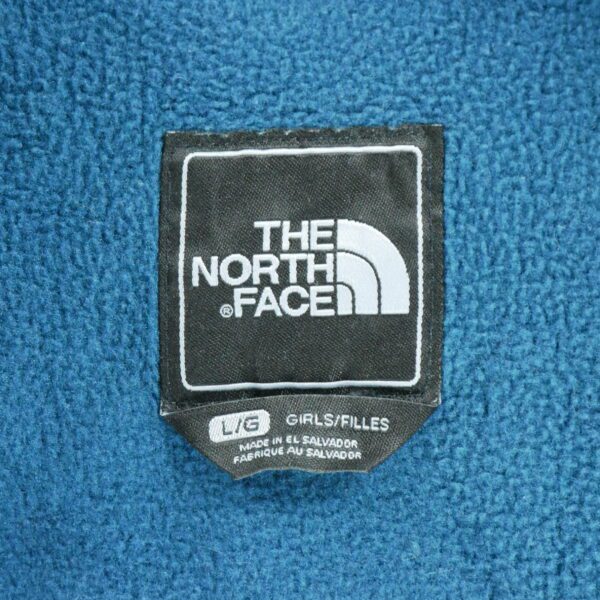 THE
NORTH
®FACE
L/G GIRLS/FILLES
MADE IN EL SALVADOR
FABRIQUE AU SALVADOR